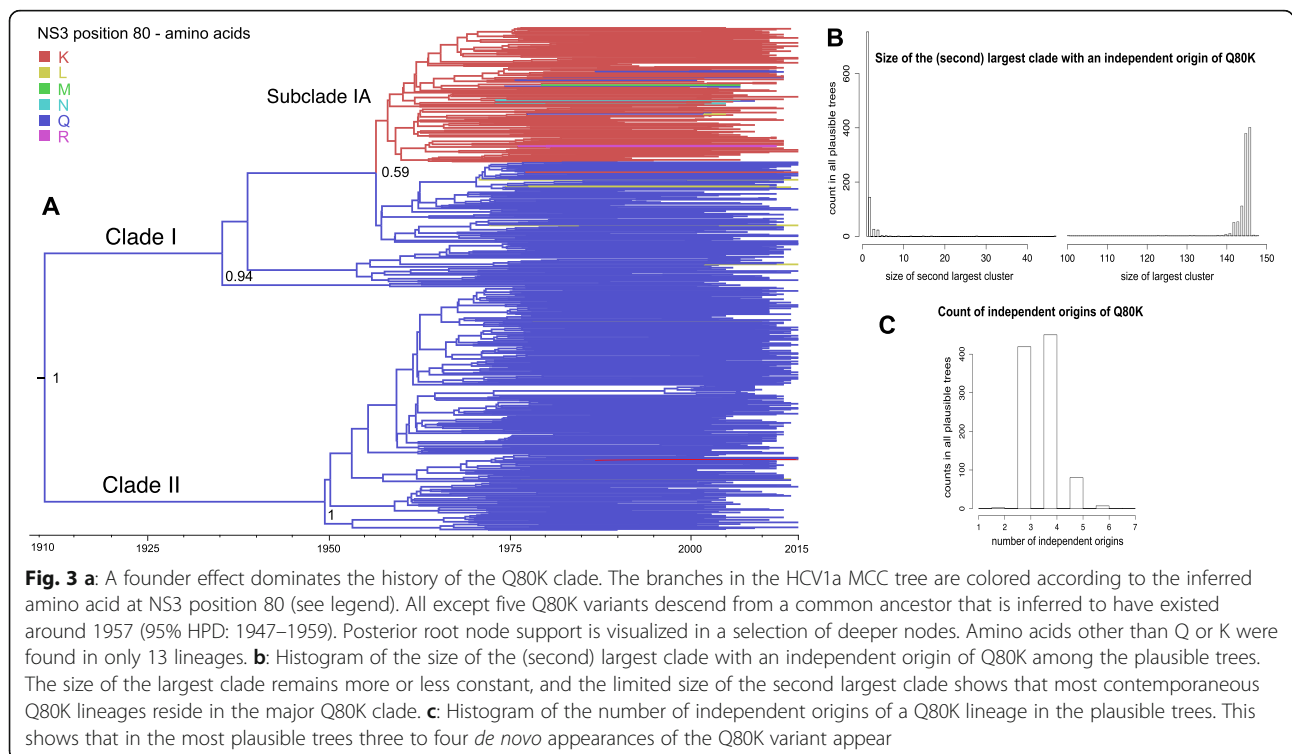 NS3 position 80 - amino acids
K
L
M
N
Q
R
Subclade IA
0.59
A
Clade I
0.94
1
Clade II
1
1910 1925 1950 1975 2000 2015
B
Size of the (second) largest clade with an independent origin of Q80K
count in all plausible trees
600
400
200
0
0 10 20 30 40
size of second largest cluster
100 110 120 130 140 150
size of largest cluster
C
Count of independent origins of Q80K
counts in all plausible trees
400
300
200
100
0
1 2 3 4 5 6 7
number of independent origins
Fig. 3 a: A founder effect dominates the history of the Q80K clade. The branches in the HCV1a MCC tree are colored according to the inferred
amino acid at NS3 position 80 (see legend). All except five Q80K variants descend from a common ancestor that is inferred to have existed
around 1957 (95% HPD: 1947–1959). Posterior root node support is visualized in a selection of deeper nodes. Amino acids other than Q or K were
found in only 13 lineages. b: Histogram of the size of the (second) largest clade with an independent origin of Q80K among the plausible trees.
The size of the largest clade remains more or less constant, and the limited size of the second largest clade shows that most contemporaneous
Q80K lineages reside in the major Q80K clade. c: Histogram of the number of independent origins of a Q80K lineage in the plausible trees. This
shows that in the most plausible trees three to four de novo appearances of the Q80K variant appear